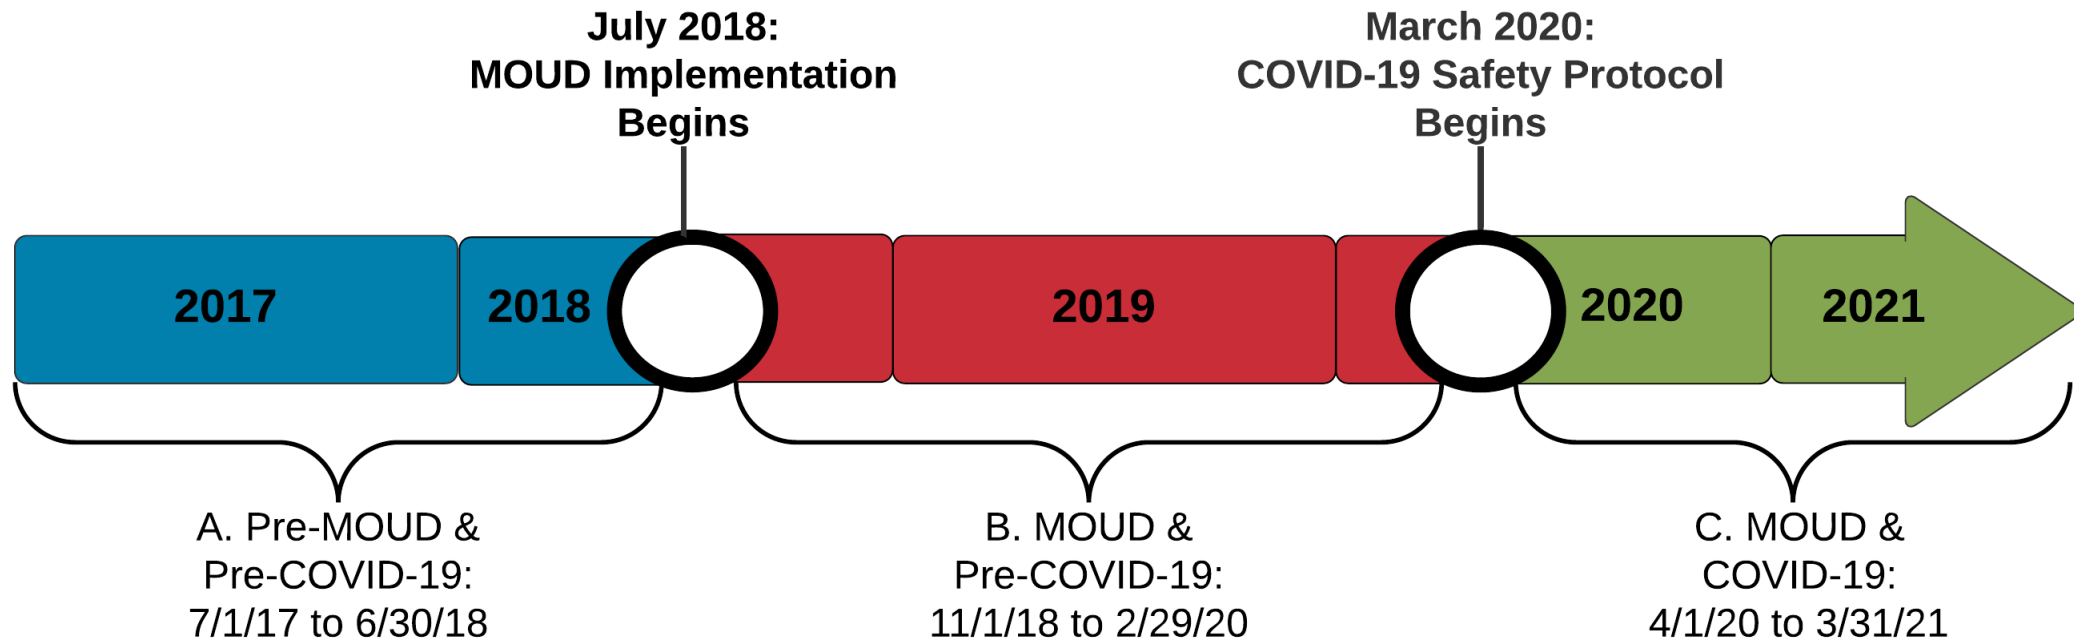 July 2018:
MOUD Implementation
Begins
March 2020:
COVID-19 Safety Protocol
Begins
2017
2018
2019
2020
2021
A. Pre-MOUD &
Pre-COVID-19:
7/1/17 to 6/30/18
B. MOUD &
Pre-COVID-19:
11/1/18 to 2/29/20
C. MOUD &
COVID-19:
4/1/20 to 3/31/21